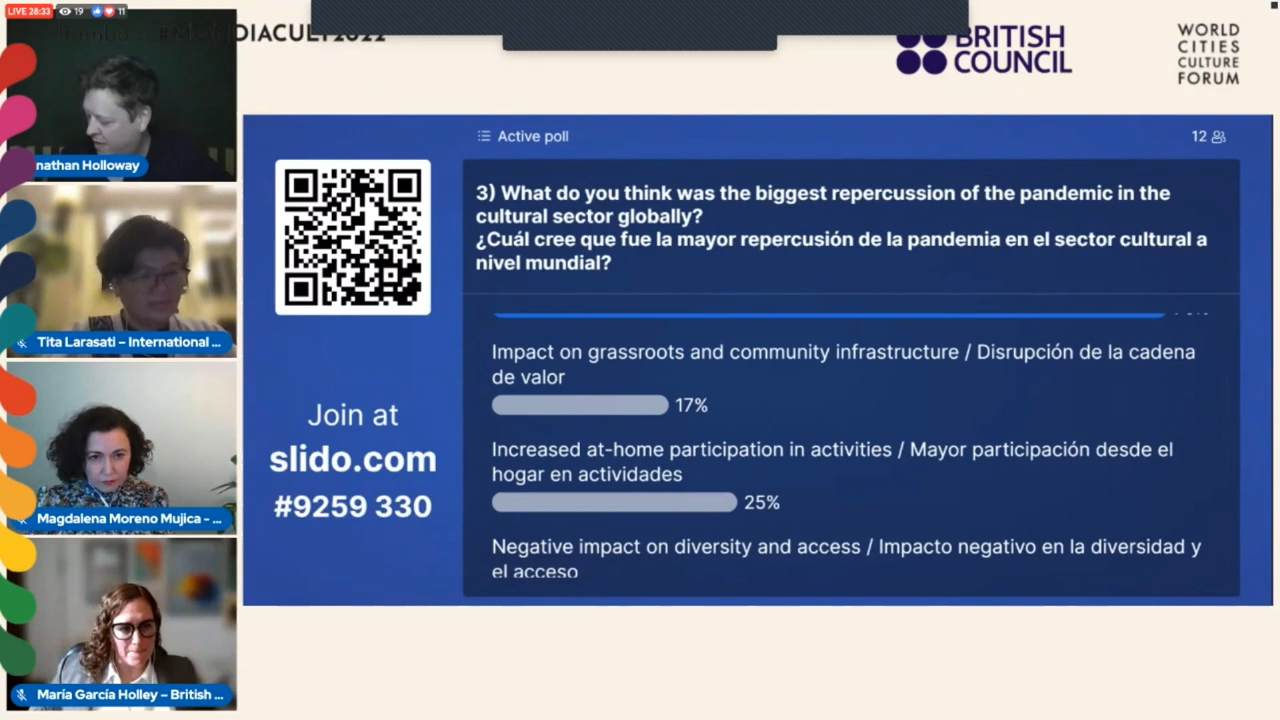 LIVE 28:33
19
11
#MONDIACULT2022
BRITISH
COUNCIL
WORLD
CITIES
CULTURE
FORUM
nathan Holloway
Tita Larasati – International ...
Magdalena Moreno Mujica – ...
María García Holley – British ...
Join at
slido.com
#9259 330
Active poll
12
3) What do you think was the biggest repercussion of the pandemic in the
cultural sector globally?
¿Cuál cree que fue la mayor repercusión de la pandemia en el sector cultural a
nivel mundial?
Impact on grassroots and community infrastructure / Disrupción de la cadena
de valor
17%
Increased at-home participation in activities / Mayor participación desde el
hogar en actividades
25%
Negative impact on diversity and access / Impacto negativo en la diversidad y
el acceso